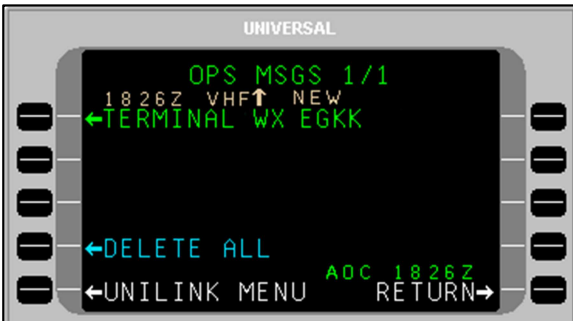 UNIVERSAL
OPS MSGS 1/1
1826Z VHF↑ NEW
←TERMINAL WX EGKK
←DELETE ALL
AOC 1826Z
←UNILINK MENU RETURN→